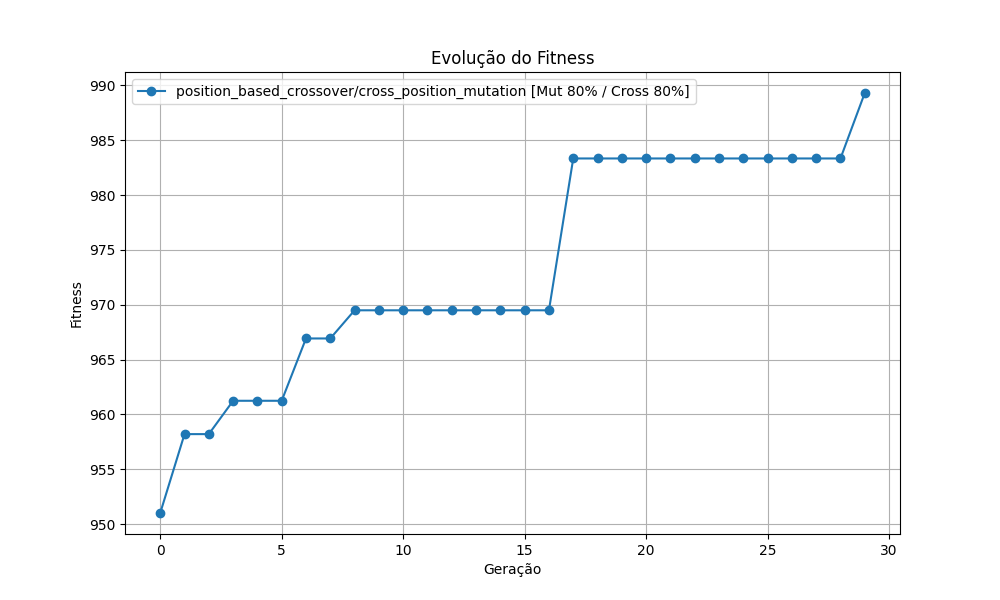 Evolução do Fitness
position_based_crossover/cross_position_mutation [Mut 80% / Cross 80%]
990
985
980
975
970
965
960
955
950
Fitness
0 5 10 15 20 25 30
Geração